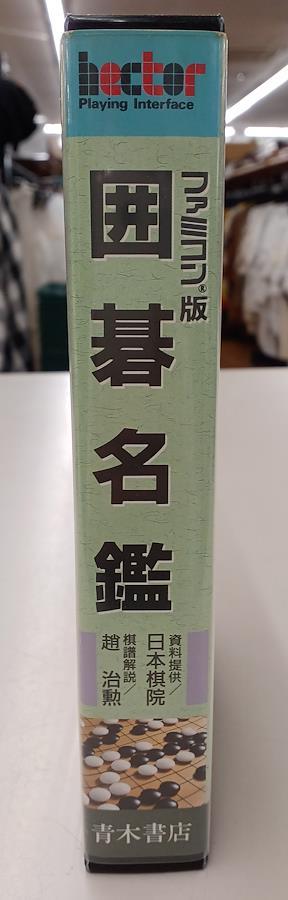 hector
Playing Interface
ファミコン®版
囲碁名鑑
資料提供/
日本棋院
棋譜解説/
趙 治勲
青木書店